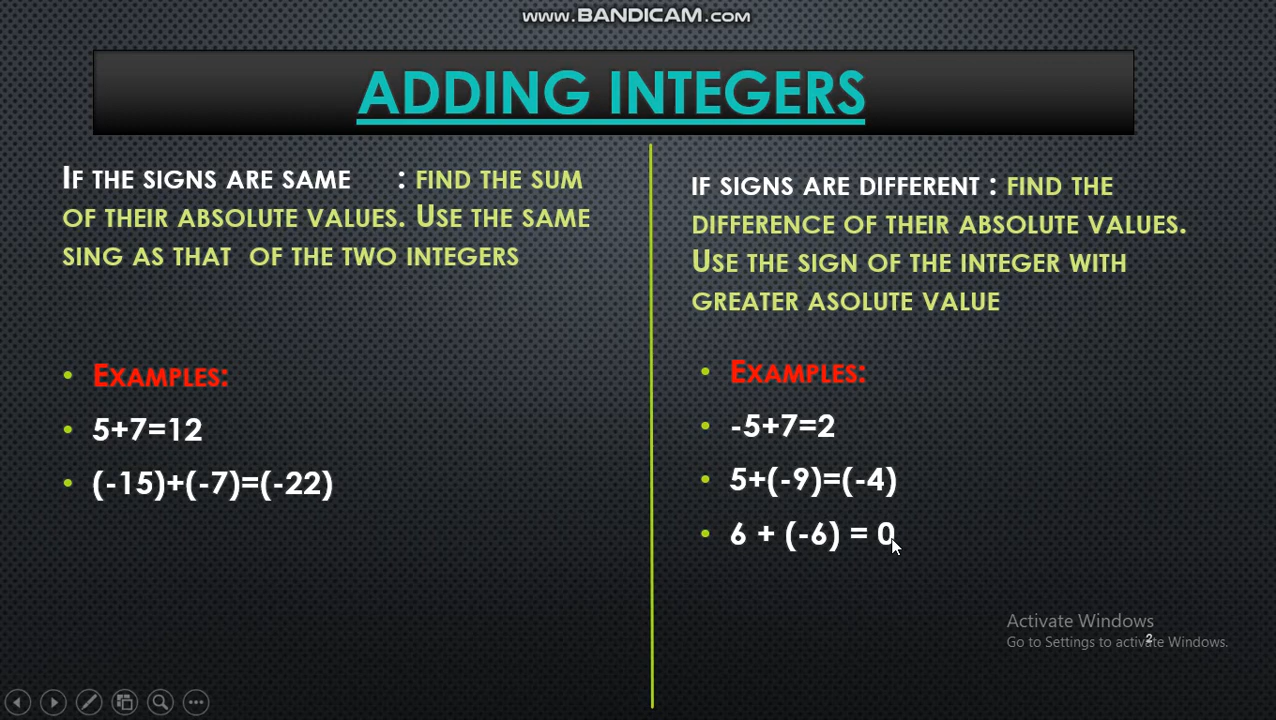 www.BANDICAM.com
ADDING INTEGERS
IF THE SIGNS ARE SAME : FIND THE SUM
OF THEIR ABSOLUTE VALUES. USE THE SAME
SING AS THAT OF THE TWO INTEGERS
• EXAMPLES:
• 5+7=12
• (-15)+(-7)=(-22)
IF SIGNS ARE DIFFERENT : FIND THE
DIFFERENCE OF THEIR ABSOLUTE VALUES.
USE THE SIGN OF THE INTEGER WITH
GREATER ASOLUTE VALUE
• EXAMPLES:
• -5+7=2
• 5+(-9)=(-4)
• 6 + (-6) = 0
Activate Windows
Go to Settings to activate Windows.
2